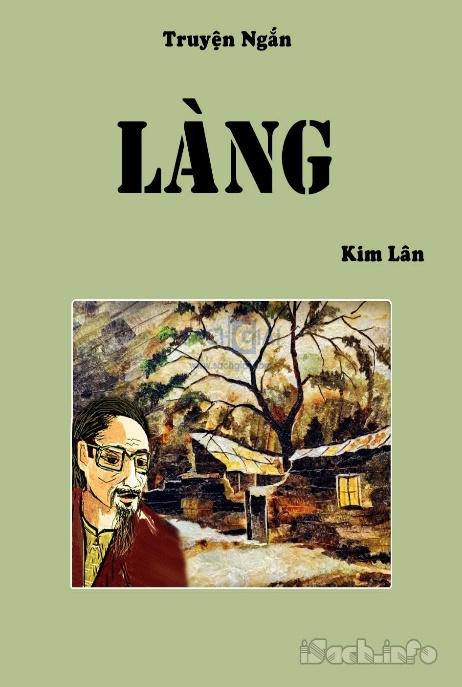 Truyện Ngắn
LÀNG
Kim Lân
iSach.info